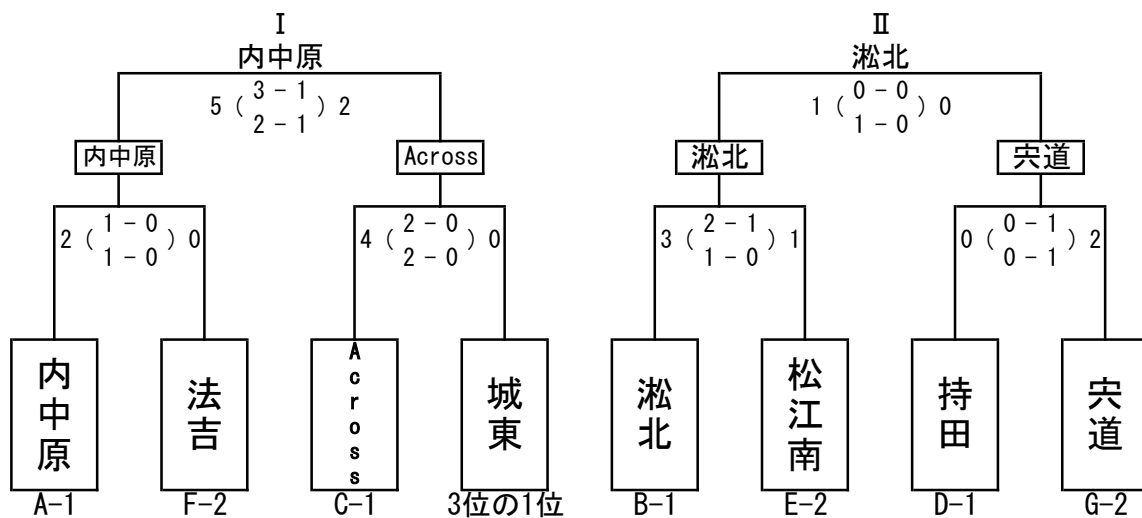 Ⅰ
内中原
3 - 1
5 ( ) 2
2 - 1
内中原
Across
1 - 0
2 ( ) 0
1 - 0
2 - 0
4 ( ) 0
2 - 0
内中原
A-1
法吉
F-2
Across
C-1
城東
3位の1位
Ⅱ
淞北
0 - 0
1 ( ) 0
1 - 0
淞北
宍道
2 - 1
3 ( ) 1
1 - 0
0 - 1
0 ( ) 2
0 - 1
淞北
B-1
松江南
E-2
持田
D-1
宍道
G-2